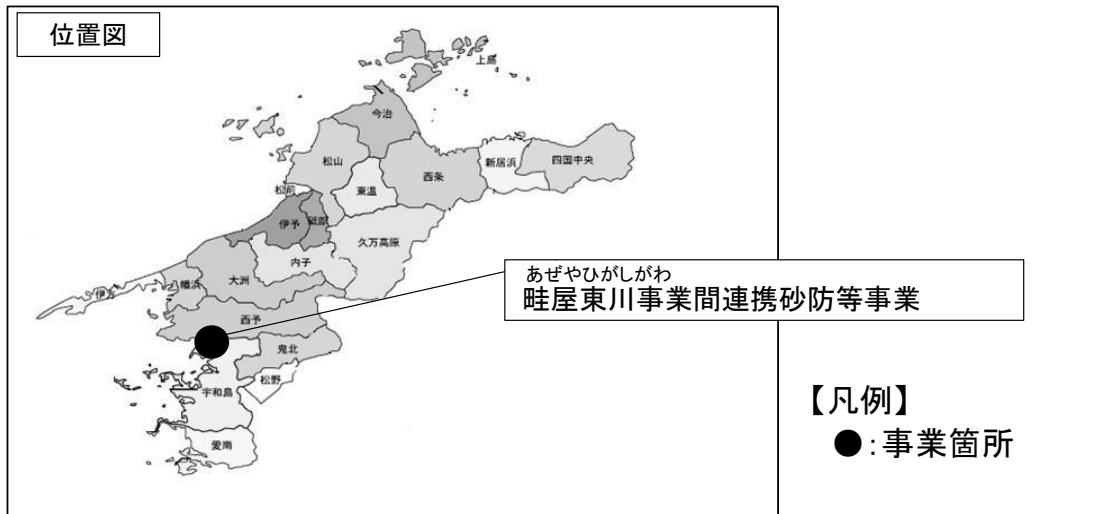 位置図
上島
今治
松山
西条
新居浜
四国中央
東温
松前
伊予
砥部
久万高原
内子
大洲
八幡浜
伊方
西予
鬼北
松野
宇和島
愛南
あぜやひがしがわ
畦屋東川事業間連携砂防等事業
【凡例】
●:事業箇所